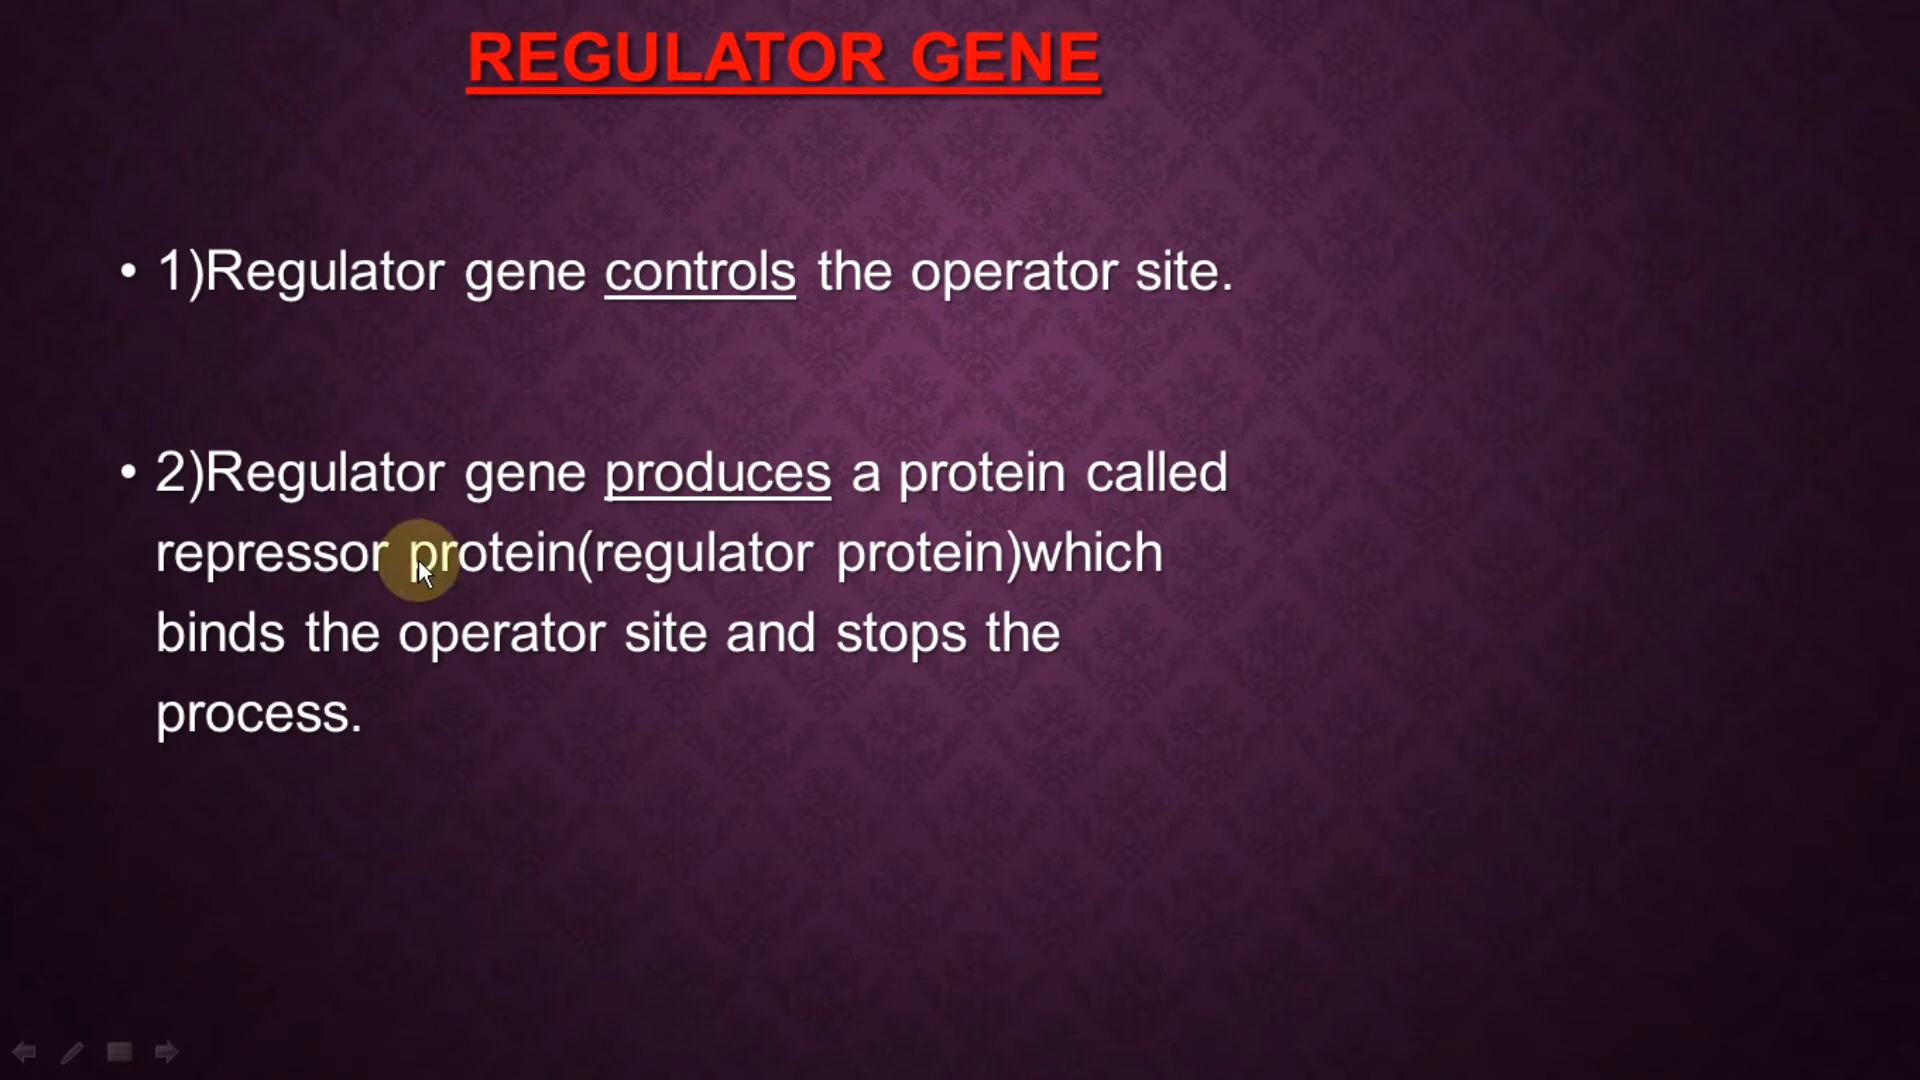 REGULATOR GENE
• 1)Regulator gene controls the operator site.
• 2)Regulator gene produces a protein called
repressor protein(regulator protein)which
binds the operator site and stops the
process.